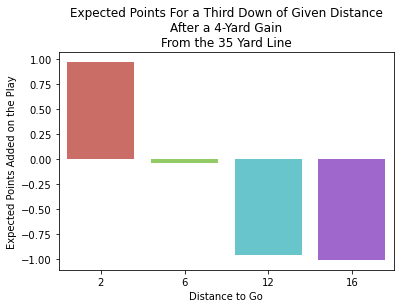 Expected Points For a Third Down of Given Distance
After a 4-Yard Gain
From the 35 Yard Line
Expected Points Added on the Play
1.00
0.75
0.50
0.25
0.00
−0.25
−0.50
−0.75
−1.00
2 6 12 16
Distance to Go